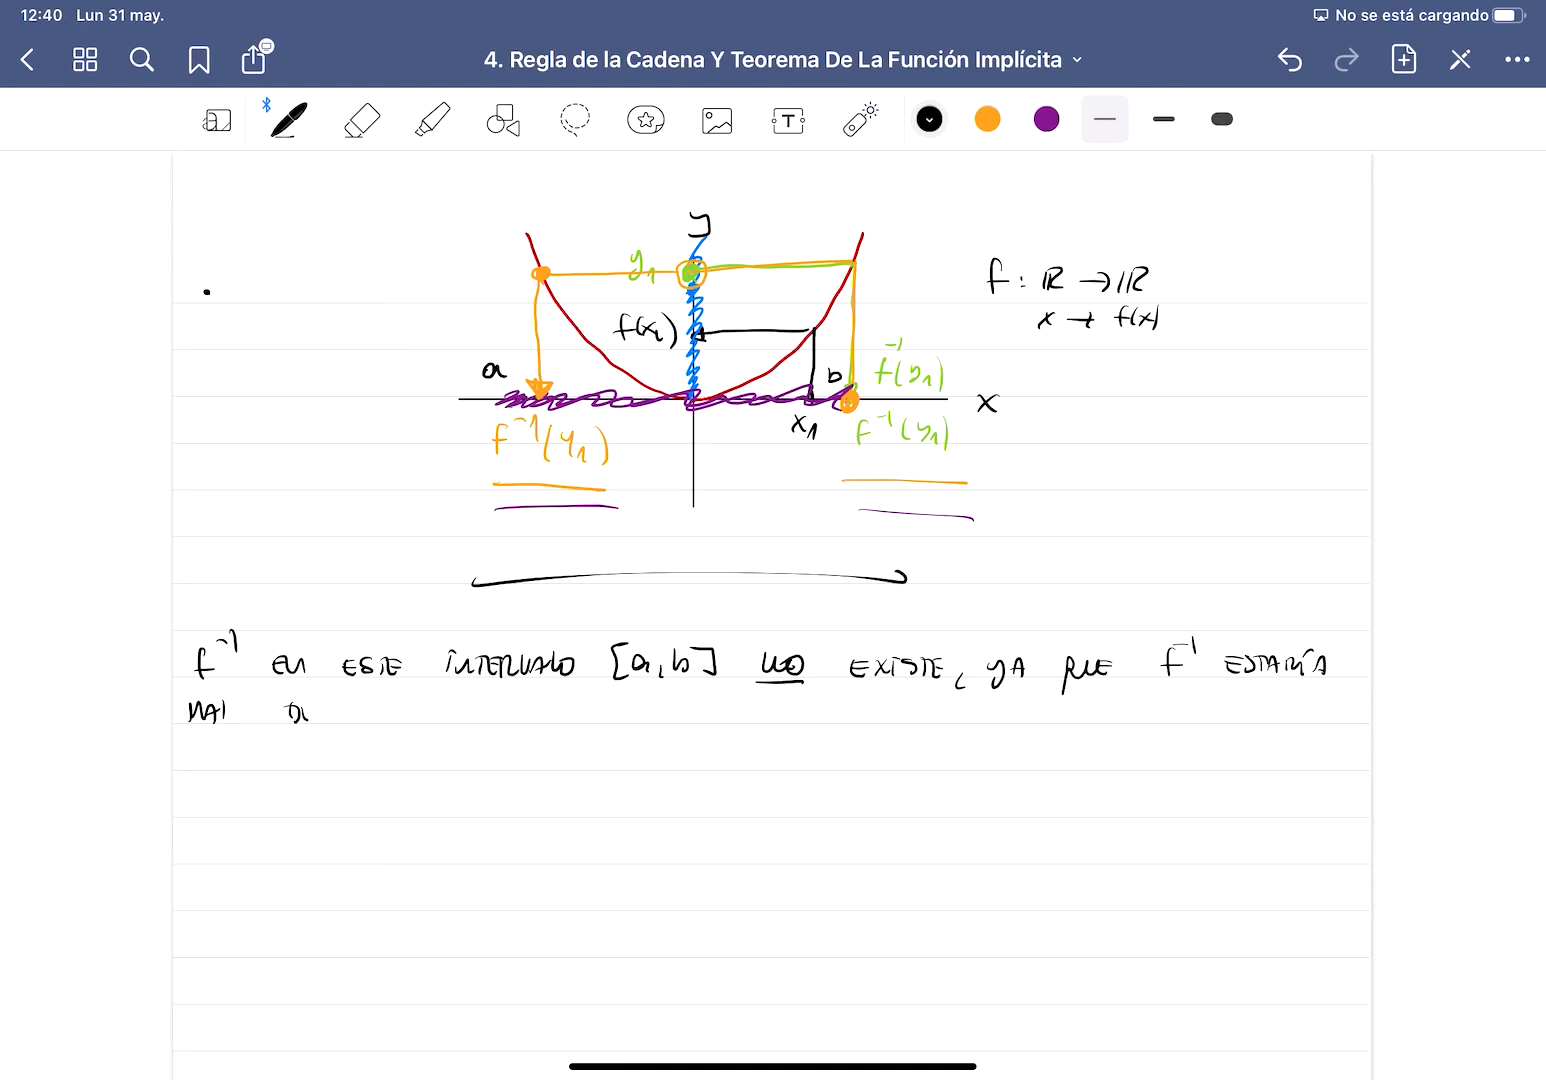 12:40 Lun 31 may.
No se está cargando
4. Regla de la Cadena Y Teorema De La Función Implícita
y
y₁
f : ℝ → ℝ
x → f(x)
f(x₁)
a
b
f⁻¹(y₁)
x
x₁
f⁻¹(y₁)
f⁻¹(y₁)
f⁻¹ EN ESTE INTERVALO [a,b] NO EXISTE, YA QUE f⁻¹ ESTARÍA
MAL